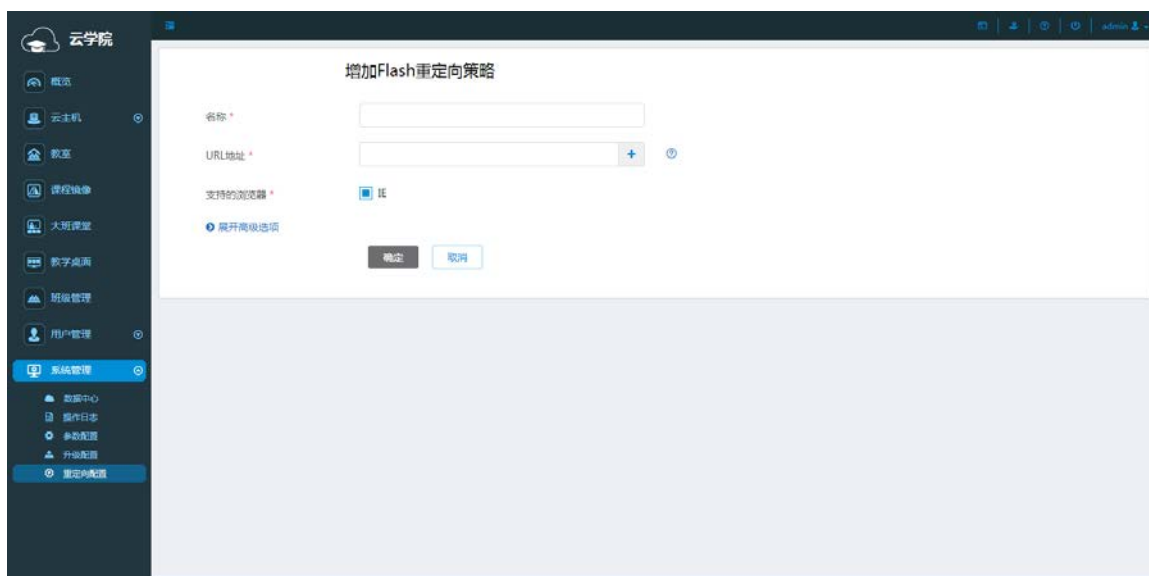 云学院
admin
概览
云主机
教室
课程镜像
大班课堂
教学桌面
班级管理
用户管理
系统管理
数据中心
操作日志
参数配置
升级配置
重定向配置
增加Flash重定向策略
名称 *
URL地址 *
支持的浏览器 *
IE
展开高级选项
确定
取消